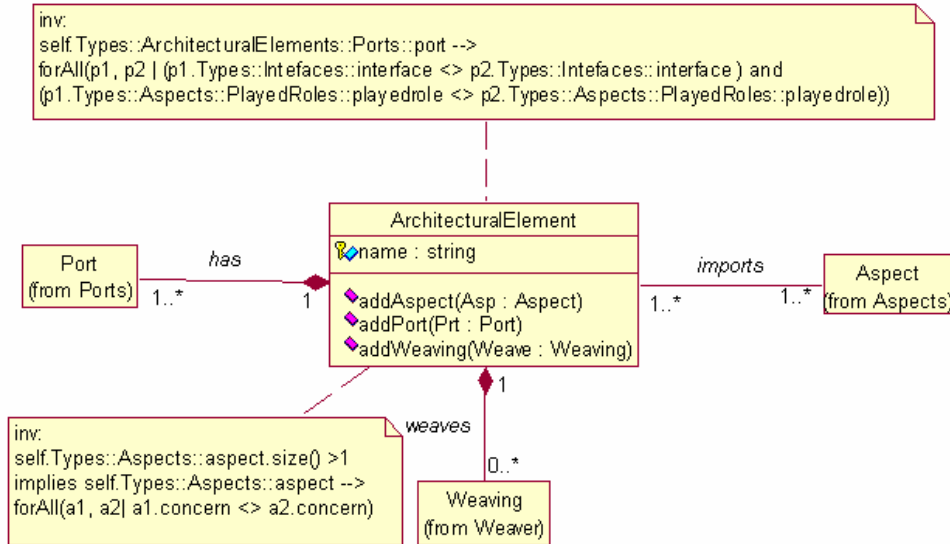 inv:
self.Types::ArchitecturalElements::Ports::port -->
forAll(p1, p2 | (p1.Types::Intefaces::interface <> p2.Types::Intefaces::interface ) and
(p1.Types::Aspects::PlayedRoles::playedrole <> p2.Types::Aspects::PlayedRoles::playedrole))
ArchitecturalElement
name : string
addAspect(Asp : Aspect)
addPort(Prt : Port)
addWeaving(Weave : Weaving)
Port
(from Ports)
has
1..*
1
imports
1..*
1..*
Aspect
(from Aspects)
1
weaves
0..*
Weaving
(from Weaver)
inv:
self.Types::Aspects::aspect.size() >1
implies self.Types::Aspects::aspect -->
forAll(a1, a2| a1.concern <> a2.concern)